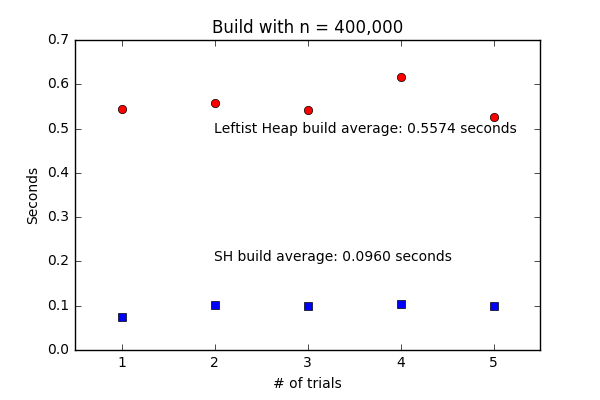 Build with n = 400,000
0.7
0.6
0.5
0.4
0.3
0.2
0.1
0.0
Seconds
Leftist Heap build average: 0.5574 seconds
SH build average: 0.0960 seconds
1 2 3 4 5
# of trials